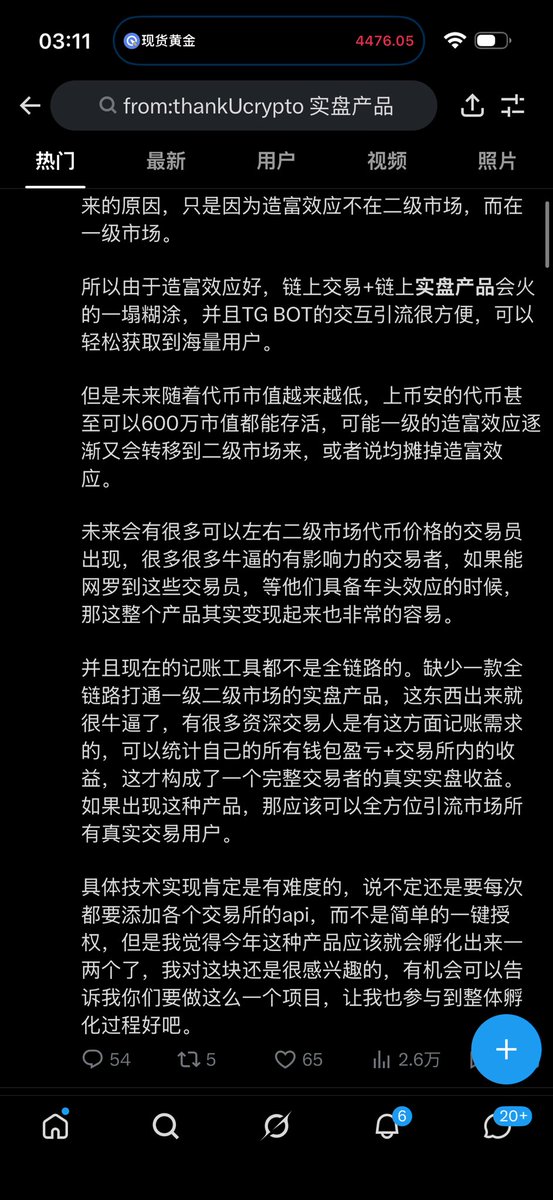 03:11
现货黄金
4476.05
from:thankUcrypto 实盘产品
热门
最新
用户
视频
照片
来的原因，只是因为造富效应不在二级市场，而在
一级市场。
所以由于造富效应好，链上交易+链上实盘产品会火
的一塌糊涂，并且TG BOT的交互引流很方便，可以
轻松获取到海量用户。
但是未来随着代币市值越来越低，上币安的代币甚
至可以600万市值都能存活，可能一级的造富效应逐
渐又会转移到二级市场来，或者说均摊掉造富效
应。
未来会有很多可以左右二级市场代币价格的交易员
出现，很多很多牛逼的有影响力的交易者，如果能
网罗到这些交易员，等他们具备车头效应的时候，
那这整个产品其实变现起来也非常的容易。
并且现在的记账工具都不是全链路的。缺少一款全
链路打通一级二级市场的实盘产品，这东西出来就
很牛逼了，有很多资深交易人是有这方面记账需求
的，可以统计自己的所有钱包盈亏+交易所内的收
益，这才构成了一个完整交易者的真实实盘收益。
如果出现这种产品，那应该可以全方位引流市场所
有真实交易用户。
具体技术实现肯定是有难度的，说不定还是要每次
都要添加各个交易所的api，而不是简单的一键授
权，但是我觉得今年这种产品应该就会孵化出来一
两个了，我对这块还是很感兴趣的，有机会可以告
诉我你们要做这么一个项目，让我也参与到整体孵
化过程好吧。
54
5
65
2.6万
6
20+